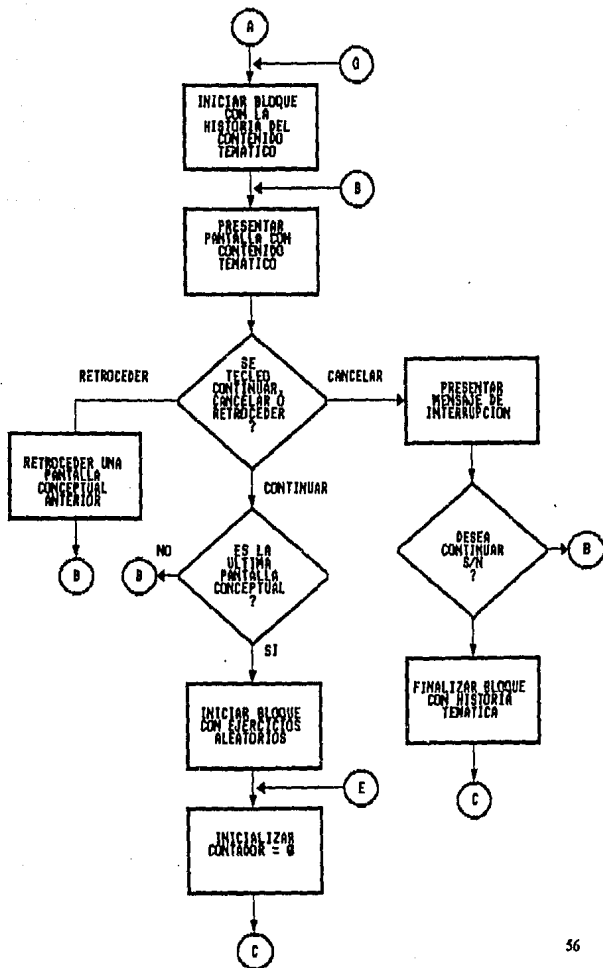 A
INICIAR BLOQUE
CON LA
HISTORIA DEL
CONTENIDO
TEMATICO
B
PRESENTAR
PANTALLA CON
CONTENIDO
TEMATICO
SE
TECLEO
CONTINUAR,
CANCELAR O
RETROCEDER
?
RETROCEDER
CANCELAR
PRESENTAR
MENSAJE DE
INTERRUPCION
RETROCEDER UNA
PANTALLA
CONCEPTUAL
ANTERIOR
CONTINUAR
DESEA
CONTINUAR
S/N
?
B
B
NO
ES LA
ULTIMA
PANTALLA
CONCEPTUAL
?
B
SI
FINALIZAR BLOQUE
CON HISTORIA
TEMATICA
INICIAR BLOQUE
CON EJERCICIOS
ALEATORIOS
E
C
INICIALIZAR
CONTADOR = 0
C
56